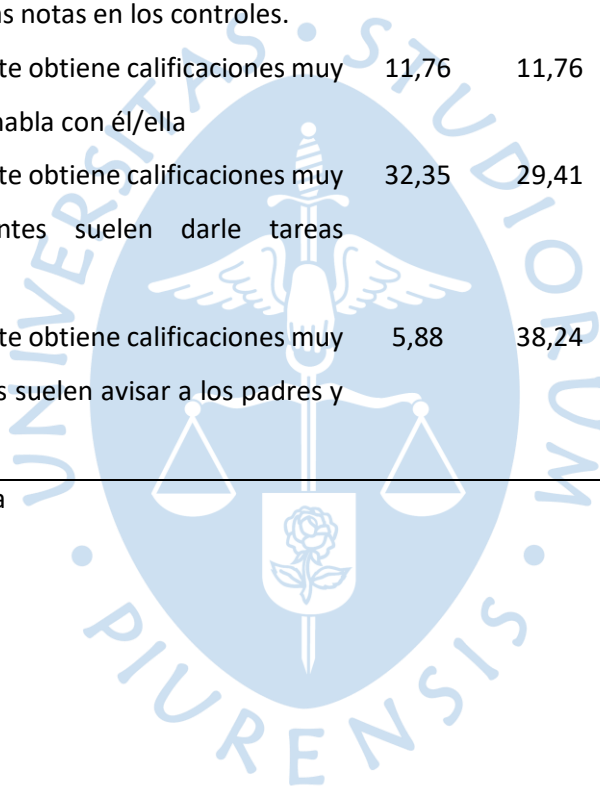 s notas en los controles.
te obtiene calificaciones muy 11,76 11,76
habla con él/ella
te obtiene calificaciones muy 32,35 29,41
ntes suelen darle tareas
te obtiene calificaciones muy 5,88 38,24
s suelen avisar a los padres y
a
UNIVERSITAS • STUDIORUM • PIURENSIS